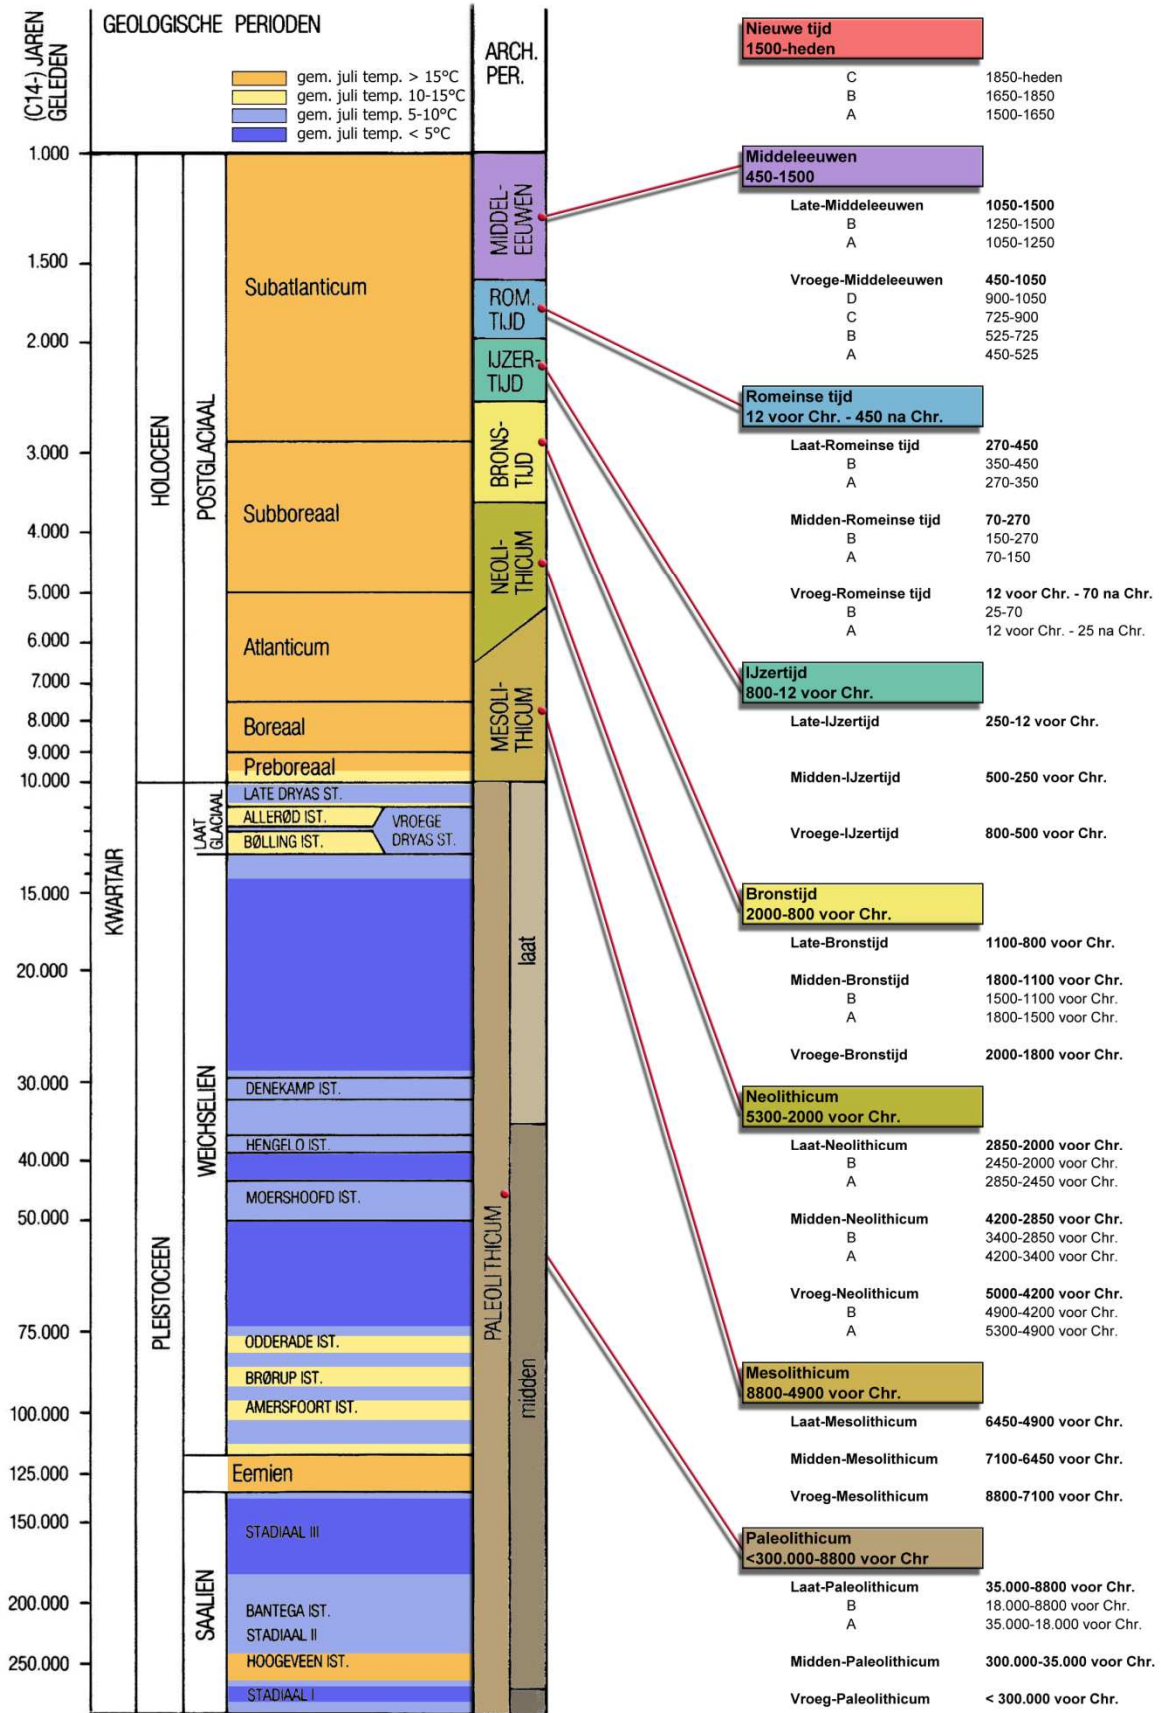 GEOLOGISCHE PERIODEN
(C14-) JAREN
GELEDEN
gem. juli temp. > 15°C
gem. juli temp. 10-15°C
gem. juli temp. 5-10°C
gem. juli temp. < 5°C
ARCH.
PER.
1.000
1.500
2.000
3.000
4.000
5.000
6.000
7.000
8.000
9.000
10.000
15.000
20.000
30.000
40.000
50.000
75.000
100.000
125.000
150.000
200.000
250.000
KWARTAIR
HOLOCEEN
PLEISTOCEEN
POSTGLACIAAL
LAAT
GLACIAAL
WEICHSELIEN
SAALIEN
Subatlanticum
Subboreaal
Atlanticum
Boreaal
Preboreaal
LATE DRYAS ST.
ALLERØD IST.
VROEGE
DRYAS ST.
BØLLING IST.
DENEKAMP IST.
HENGELO IST.
MOERSHOOFD IST.
ODDERADE IST.
BRØRUP IST.
AMERSFOORT IST.
Eemien
STADIAAL III
BANTEGA IST.
STADIAAL II
HOOGEVEEN IST.
STADIAAL I
MIDDEL-
EEUWEN
ROM.
TIJD
IJZER-
TIJD
BRONS-
TIJD
NEOLI-
THICUM
MESOLI-
THICUM
PALEOLITHICUM
laat
midden
Nieuwe tijd
1500-heden
C 1850-heden
B 1650-1850
A 1500-1650
Middeleeuwen
450-1500
Late-Middeleeuwen 1050-1500
B 1250-1500
A 1050-1250
Vroege-Middeleeuwen 450-1050
D 900-1050
C 725-900
B 525-725
A 450-525
Romeinse tijd
12 voor Chr. - 450 na Chr.
Laat-Romeinse tijd 270-450
B 350-450
A 270-350
Midden-Romeinse tijd 70-270
B 150-270
A 70-150
Vroeg-Romeinse tijd 12 voor Chr. - 70 na Chr.
B 25-70
A 12 voor Chr. - 25 na Chr.
IJzertijd
800-12 voor Chr.
Late-IJzertijd 250-12 voor Chr.
Midden-IJzertijd 500-250 voor Chr.
Vroege-IJzertijd 800-500 voor Chr.
Bronstijd
2000-800 voor Chr.
Late-Bronstijd 1100-800 voor Chr.
Midden-Bronstijd 1800-1100 voor Chr.
B 1500-1100 voor Chr.
A 1800-1500 voor Chr.
Vroege-Bronstijd 2000-1800 voor Chr.
Neolithicum
5300-2000 voor Chr.
Laat-Neolithicum 2850-2000 voor Chr.
B 2450-2000 voor Chr.
A 2850-2450 voor Chr.
Midden-Neolithicum 4200-2850 voor Chr.
B 3400-2850 voor Chr.
A 4200-3400 voor Chr.
Vroeg-Neolithicum 5000-4200 voor Chr.
B 4900-4200 voor Chr.
A 5300-4900 voor Chr.
Mesolithicum
8800-4900 voor Chr.
Laat-Mesolithicum 6450-4900 voor Chr.
Midden-Mesolithicum 7100-6450 voor Chr.
Vroeg-Mesolithicum 8800-7100 voor Chr.
Paleolithicum
<300.000-8800 voor Chr
Laat-Paleolithicum 35.000-8800 voor Chr.
B 18.000-8800 voor Chr.
A 35.000-18.000 voor Chr.
Midden-Paleolithicum 300.000-35.000 voor Chr.
Vroeg-Paleolithicum < 300.000 voor Chr.